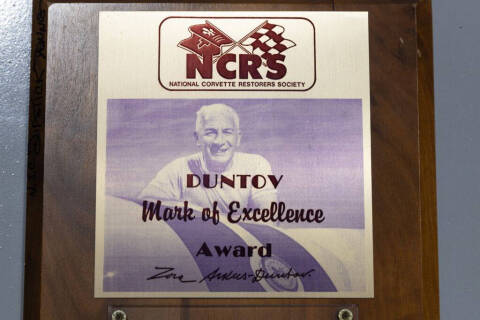 NCRS
NATIONAL CORVETTE RESTORERS SOCIETY
DUNTOV
Mark of Excellence
Award
Zora Arkus-Duntov.